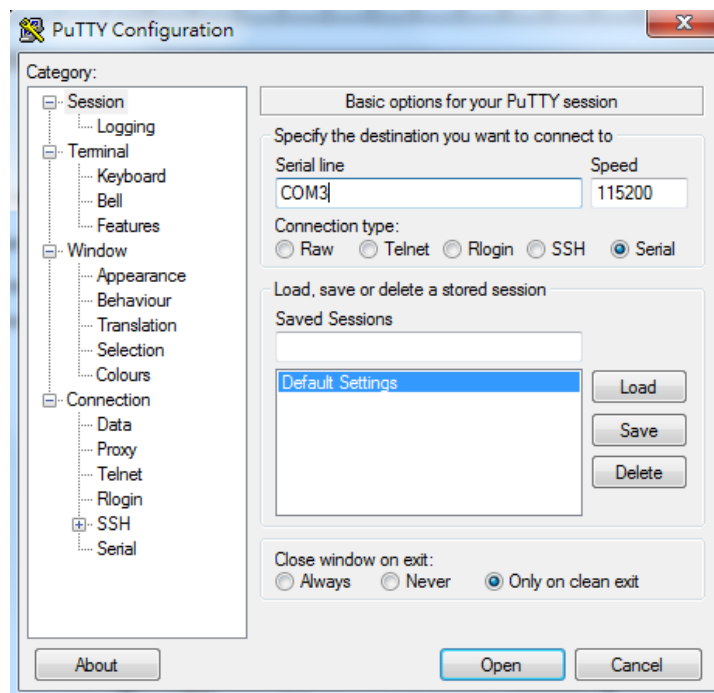 PuTTY Configuration
Category:
Session
Logging
Terminal
Keyboard
Bell
Features
Window
Appearance
Behaviour
Translation
Selection
Colours
Connection
Data
Proxy
Telnet
Rlogin
SSH
Serial
Basic options for your PuTTY session
Specify the destination you want to connect to
Serial line Speed
COM3 115200
Connection type:
Raw Telnet Rlogin SSH Serial
Load, save or delete a stored session
Saved Sessions
Default Settings
Load
Save
Delete
Close window on exit:
Always Never Only on clean exit
About Open Cancel